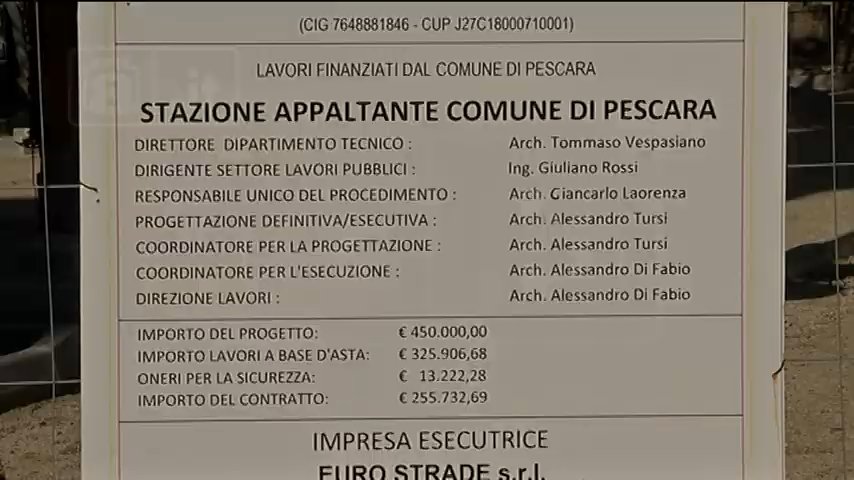 (CIG 7648881846 - CUP J27C18000710001)
LAVORI FINANZIATI DAL COMUNE DI PESCARA
STAZIONE APPALTANTE COMUNE DI PESCARA
DIRETTORE DIPARTIMENTO TECNICO : Arch. Tommaso Vespasiano
DIRIGENTE SETTORE LAVORI PUBBLICI : Ing. Giuliano Rossi
RESPONSABILE UNICO DEL PROCEDIMENTO : Arch. Giancarlo Laorenza
PROGETTAZIONE DEFINITIVA/ESECUTIVA : Arch. Alessandro Tursi
COORDINATORE PER LA PROGETTAZIONE : Arch. Alessandro Tursi
COORDINATORE PER L'ESECUZIONE : Arch. Alessandro Di Fabio
DIREZIONE LAVORI : Arch. Alessandro Di Fabio
IMPORTO DEL PROGETTO: € 450.000,00
IMPORTO LAVORI A BASE D'ASTA: € 325.906,68
ONERI PER LA SICUREZZA: € 13.222,28
IMPORTO DEL CONTRATTO: € 255.732,69
IMPRESA ESECUTRICE
EURO STRADE s.r.l.